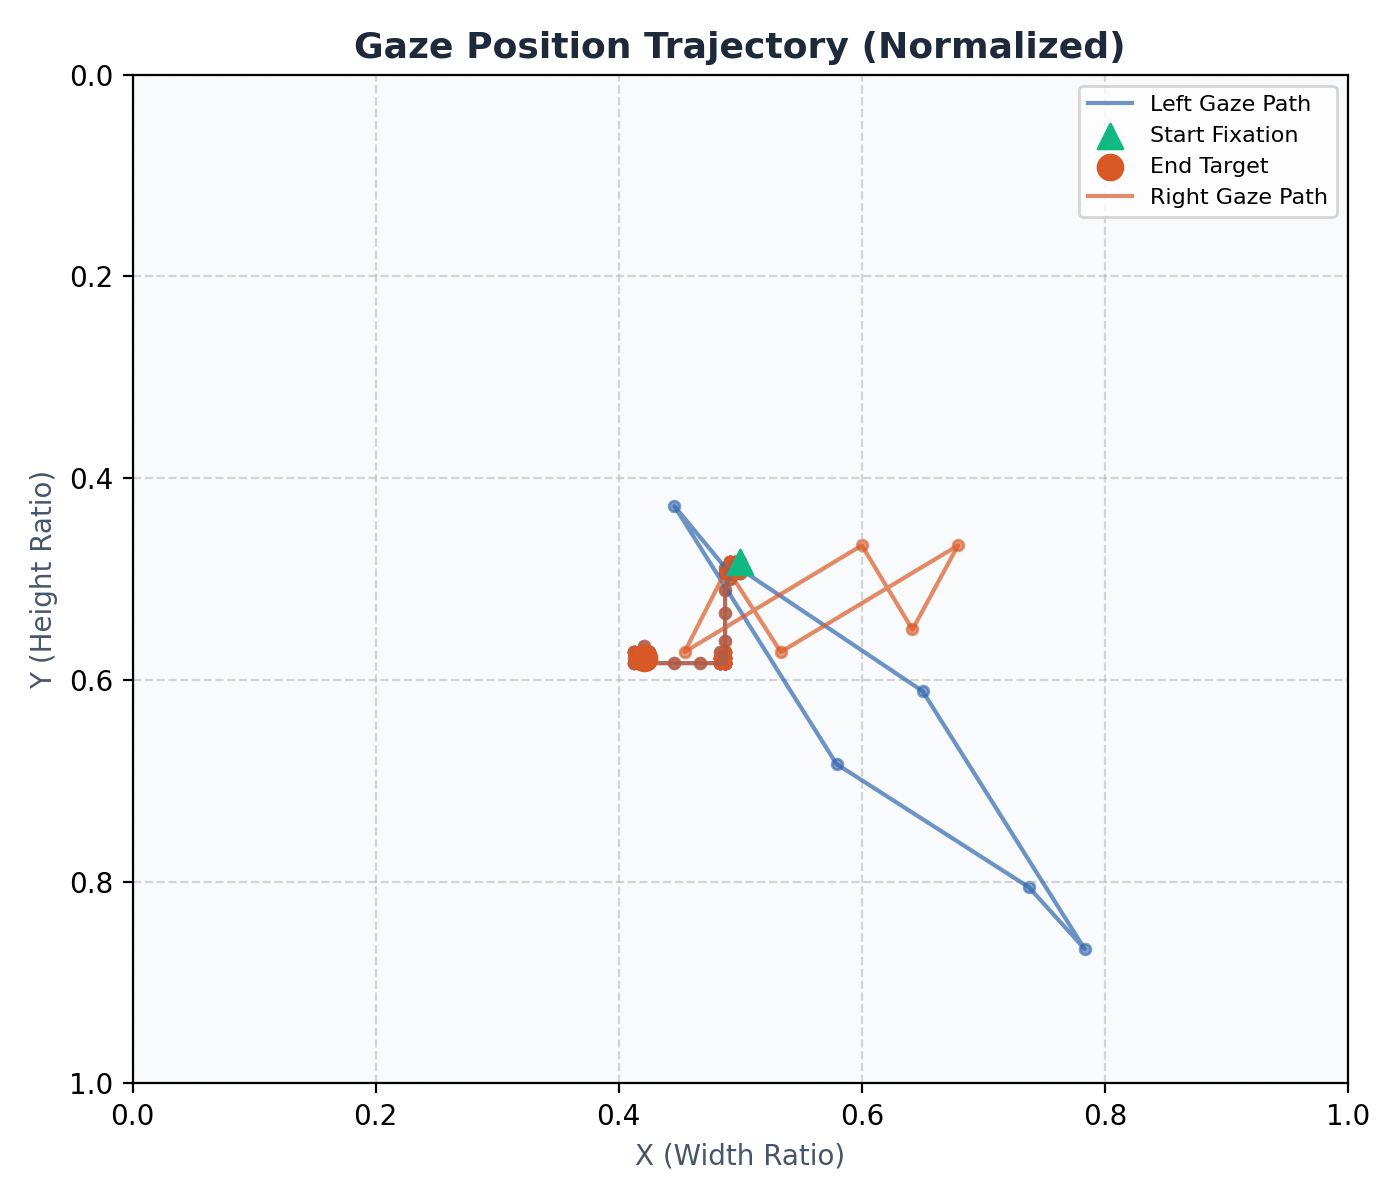 Gaze Position Trajectory (Normalized)
Left Gaze Path
Start Fixation
End Target
Right Gaze Path
Y (Height Ratio)
0.0
0.2
0.4
0.6
0.8
1.0
0.0 0.2 0.4 0.6 0.8 1.0
X (Width Ratio)